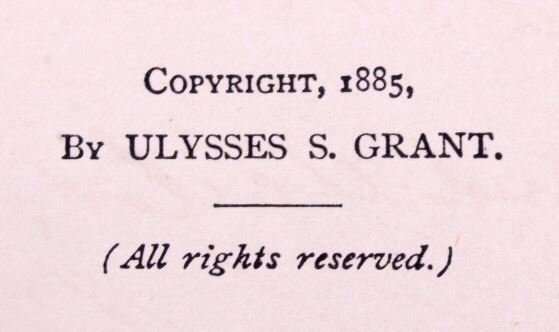 COPYRIGHT, 1885,
BY ULYSSES S. GRANT.
(All rights reserved.)